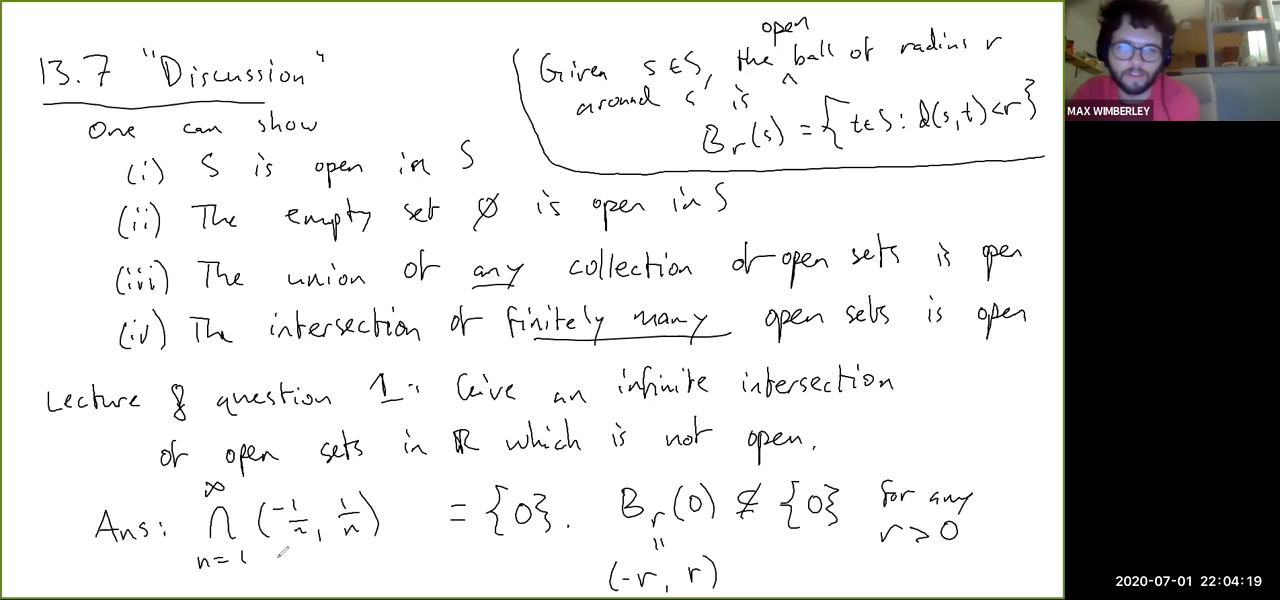 13.7 "Discussion"
Given s ∈ S, the open ball of radius r
around s is
B_r(s) = {t ∈ S : d(s,t) < r}
One can show
(i) S is open in S
(ii) The empty set ∅ is open in S
(iii) The union of any collection of open sets is open
(iv) The intersection of finitely many open sets is open
Lecture 8 question 1: Give an infinite intersection
of open sets in ℝ which is not open.
Ans: ∞ ⋂ n=1 (-1/n, 1/n) = {0}. B_r(0) ⊄ {0} for any
r > 0
"
(-r, r)
MAX WIMBERLEY
2020-07-01 22:04:19